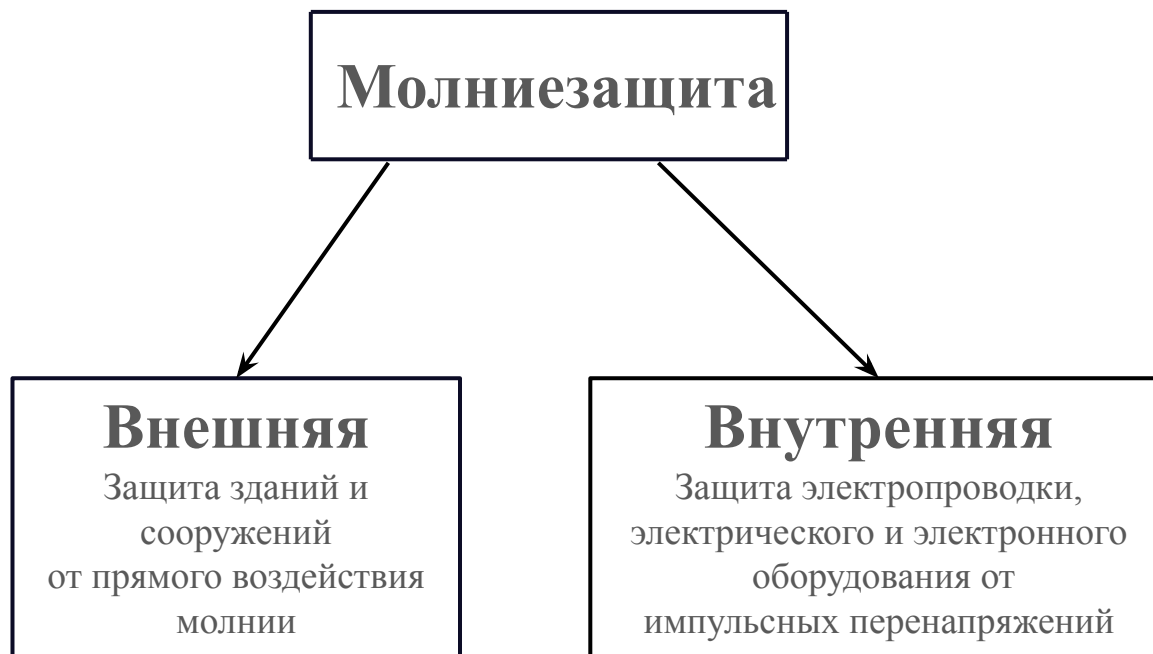 Молниезащита
Внешняя
Защита зданий и
сооружений
от прямого воздействия
молнии
Внутренняя
Защита электропроводки,
электрического и электронного
оборудования от
импульсных перенапряжений